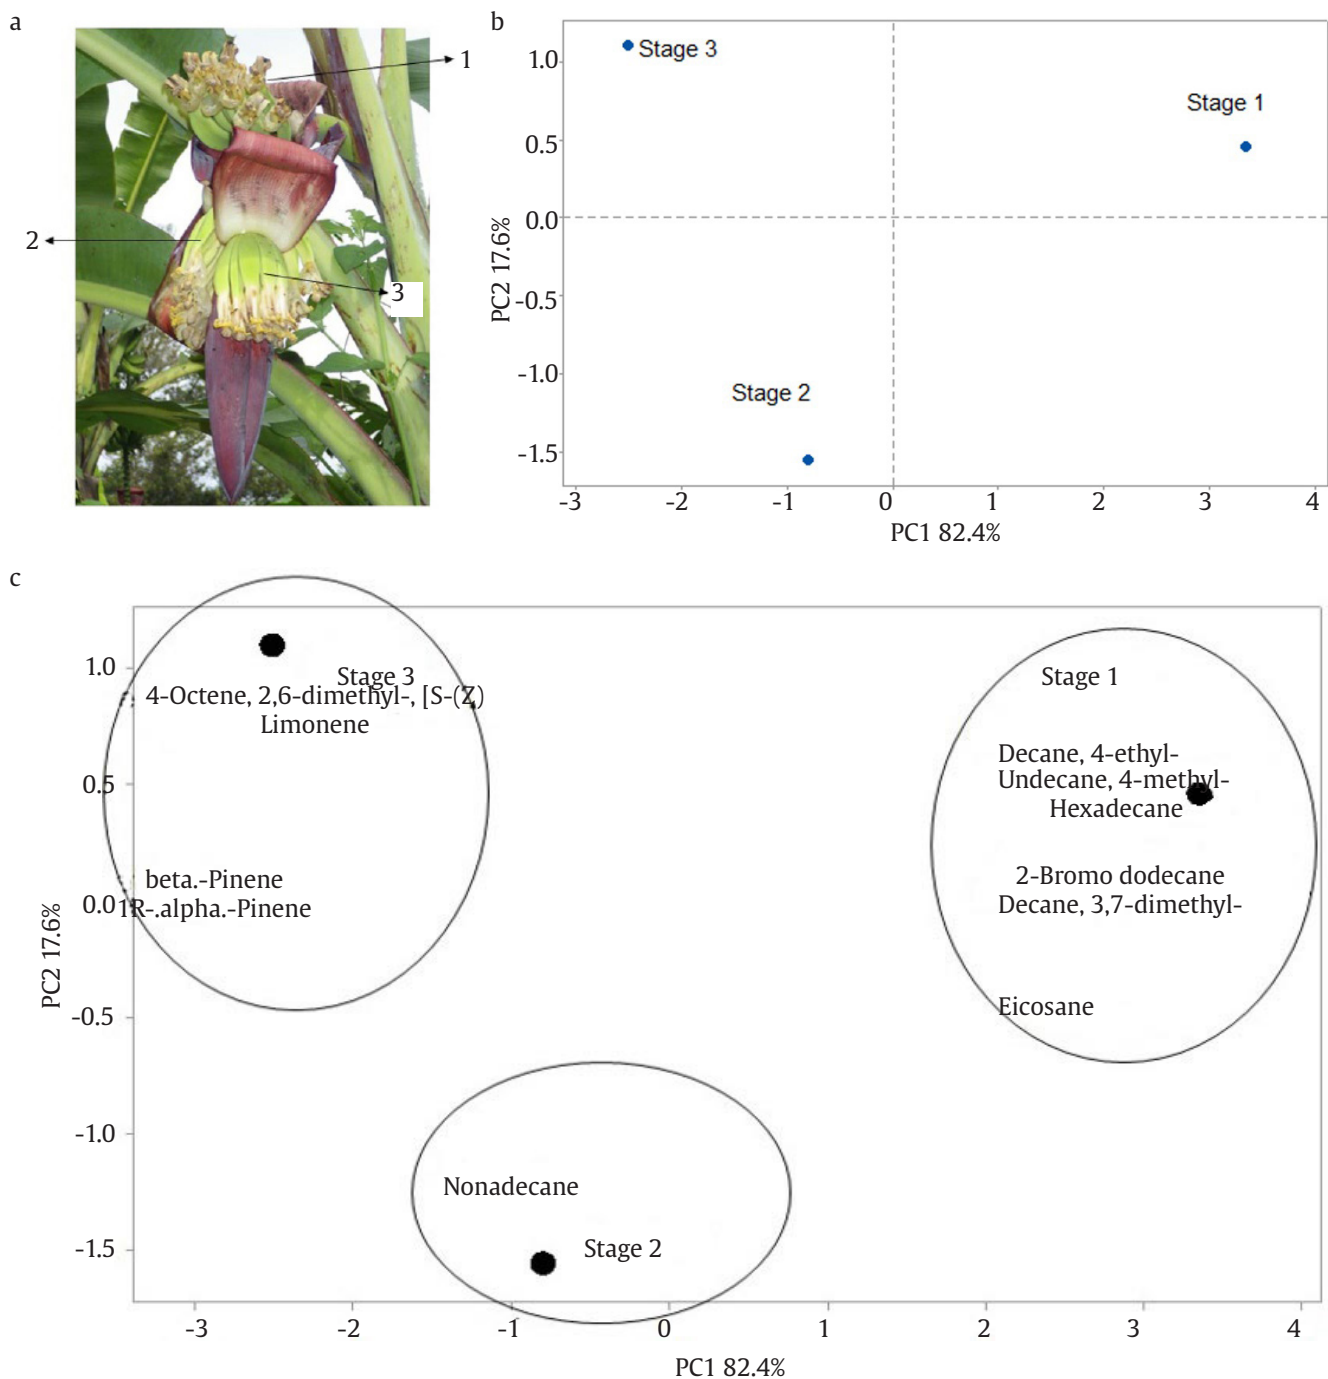 a
1
2
3
b
1.0
0.5
0.0
-0.5
-1.0
-1.5
PC2 17.6%
Stage 3
Stage 1
Stage 2
-3 -2 -1 0 1 2 3 4
PC1 82.4%
c
1.0
0.5
0.0
-0.5
-1.0
-1.5
PC2 17.6%
Stage 3
4-Octene, 2,6-dimethyl-, [S-(Z)
Limonene
beta.-Pinene
1R-.alpha.-Pinene
Stage 1
Decane, 4-ethyl-
Undecane, 4-methyl-
Hexadecane
2-Bromo dodecane
Decane, 3,7-dimethyl-
Eicosane
Nonadecane
Stage 2
-3 -2 -1 0 1 2 3 4
PC1 82.4%